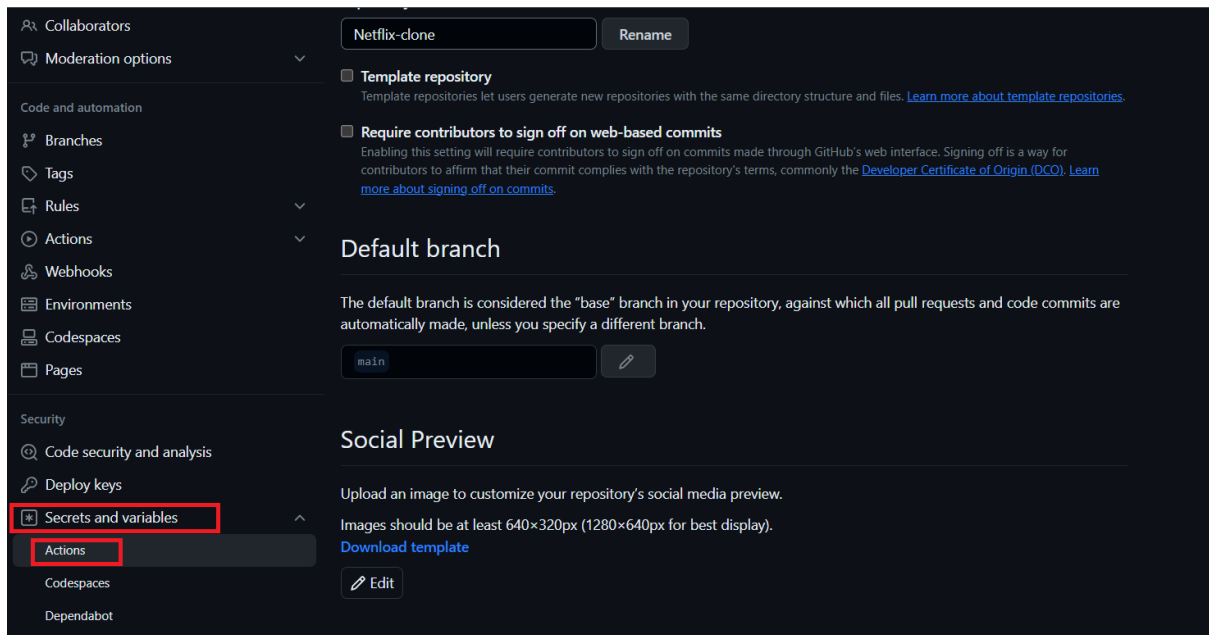 Collaborators
Moderation options
Code and automation
Branches
Tags
Rules
Actions
Webhooks
Environments
Codespaces
Pages
Security
Code security and analysis
Deploy keys
Secrets and variables
Actions
Codespaces
Dependabot
Netflix-clone
Rename
Template repository
Template repositories let users generate new repositories with the same directory structure and files. Learn more about template repositories.
Require contributors to sign off on web-based commits
Enabling this setting will require contributors to sign off on commits made through GitHub's web interface. Signing off is a way for
contributors to affirm that their commit complies with the repository's terms, commonly the Developer Certificate of Origin (DCO). Learn
more about signing off on commits.
Default branch
The default branch is considered the "base" branch in your repository, against which all pull requests and code commits are
automatically made, unless you specify a different branch.
main
Social Preview
Upload an image to customize your repository's social media preview.
Images should be at least 640×320px (1280×640px for best display).
Download template
Edit